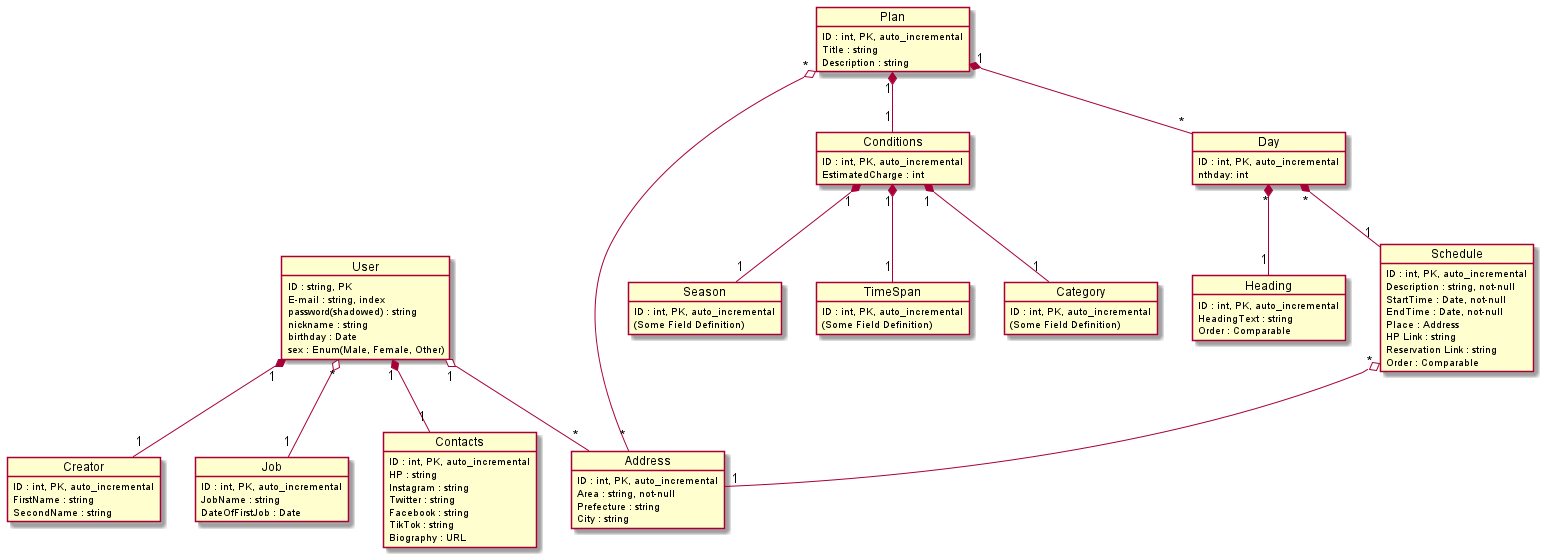 Plan
ID : int, PK, auto_incremental
Title : string
Description : string
*
1
1
1
*
Conditions
ID : int, PK, auto_incremental
EstimatedCharge : int
Day
ID : int, PK, auto_incremental
nthday: int
1
1
1
*
*
1
1
1
1
1
User
ID : string, PK
E-mail : string, index
password(shadowed) : string
nickname : string
birthday : Date
sex : Enum(Male, Female, Other)
Season
ID : int, PK, auto_incremental
(Some Field Definition)
TimeSpan
ID : int, PK, auto_incremental
(Some Field Definition)
Category
ID : int, PK, auto_incremental
(Some Field Definition)
Heading
ID : int, PK, auto_incremental
HeadingText : string
Order : Comparable
Schedule
ID : int, PK, auto_incremental
Description : string, not-null
StartTime : Date, not-null
EndTime : Date, not-null
Place : Address
HP Link : string
Reservation Link : string
Order : Comparable
1
*
1
1
*
1
1
1
*
*
1
Creator
ID : int, PK, auto_incremental
FirstName : string
SecondName : string
Job
ID : int, PK, auto_incremental
JobName : string
DateOfFirstJob : Date
Contacts
ID : int, PK, auto_incremental
HP : string
Instagram : string
Twitter : string
Facebook : string
TikTok : string
Biography : URL
Address
ID : int, PK, auto_incremental
Area : string, not-null
Prefecture : string
City : string